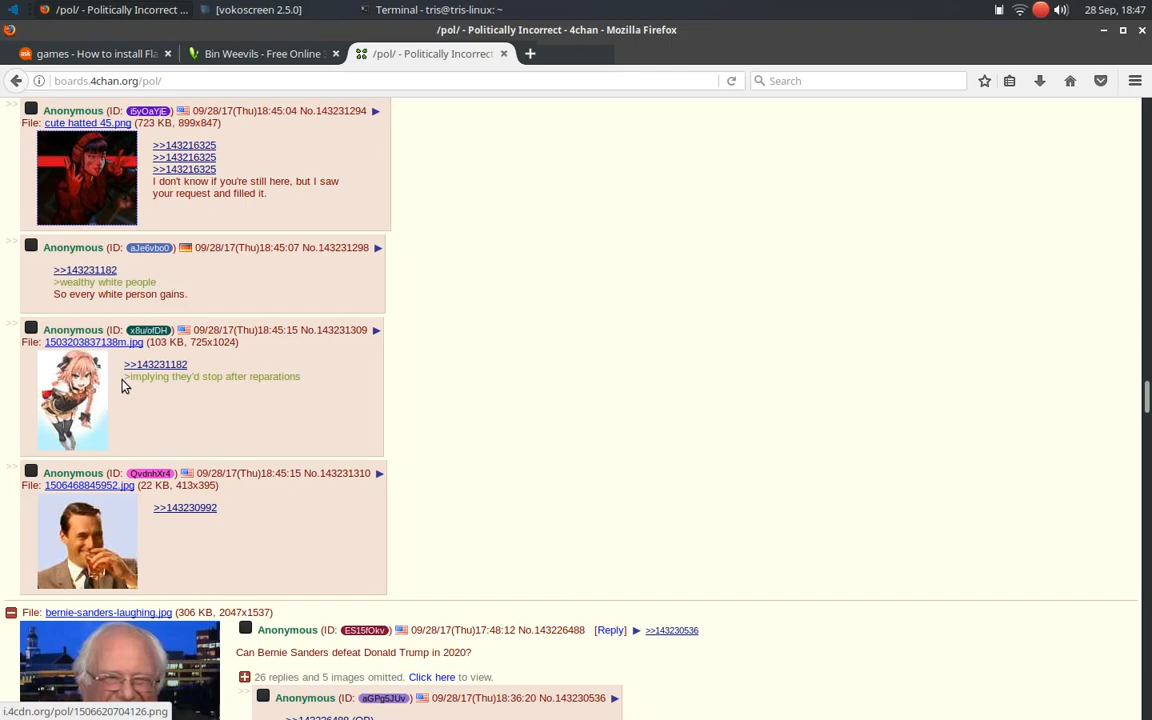 /pol/ - Politically Incorrect ...
[vokoscreen 2.5.0]
Terminal - tris@tris-linux: ~
28 Sep, 18:47
/pol/ - Politically Incorrect - 4chan - Mozilla Firefox
games - How to install Fla
Bin Weevils - Free Online
/pol/ - Politically Incorrect
boards.4chan.org/pol/
Search
>> Anonymous (ID: i5yOaYjE) 09/28/17(Thu)18:45:04 No.143231294 ▶
File: cute hatted 45.png (723 KB, 899x847)
>>143216325
>>143216325
>>143216325
I don't know if you're still here, but I saw
your request and filled it.
>> Anonymous (ID: aJe6vbo0) 09/28/17(Thu)18:45:07 No.143231298 ▶
>>143231182
>wealthy white people
So every white person gains.
>> Anonymous (ID: x8u/ofDH) 09/28/17(Thu)18:45:15 No.143231309 ▶
File: 1503203837138m.jpg (103 KB, 725x1024)
>>143231182
>implying they'd stop after reparations
>> Anonymous (ID: QvdnhXr4) 09/28/17(Thu)18:45:15 No.143231310 ▶
File: 1506468845952.jpg (22 KB, 413x395)
>>143230992
File: bernie-sanders-laughing.jpg (306 KB, 2047x1537)
Anonymous (ID: ES15fOkv) 09/28/17(Thu)17:48:12 No.143226488 [Reply] ▶ >>143230536
Can Bernie Sanders defeat Donald Trump in 2020?
26 replies and 5 images omitted. Click here to view.
>> Anonymous (ID: aGPg5JUv) 09/28/17(Thu)18:36:20 No.143230536 ▶
>>143226488 (OP)
i.4cdn.org/pol/1506620704126.png